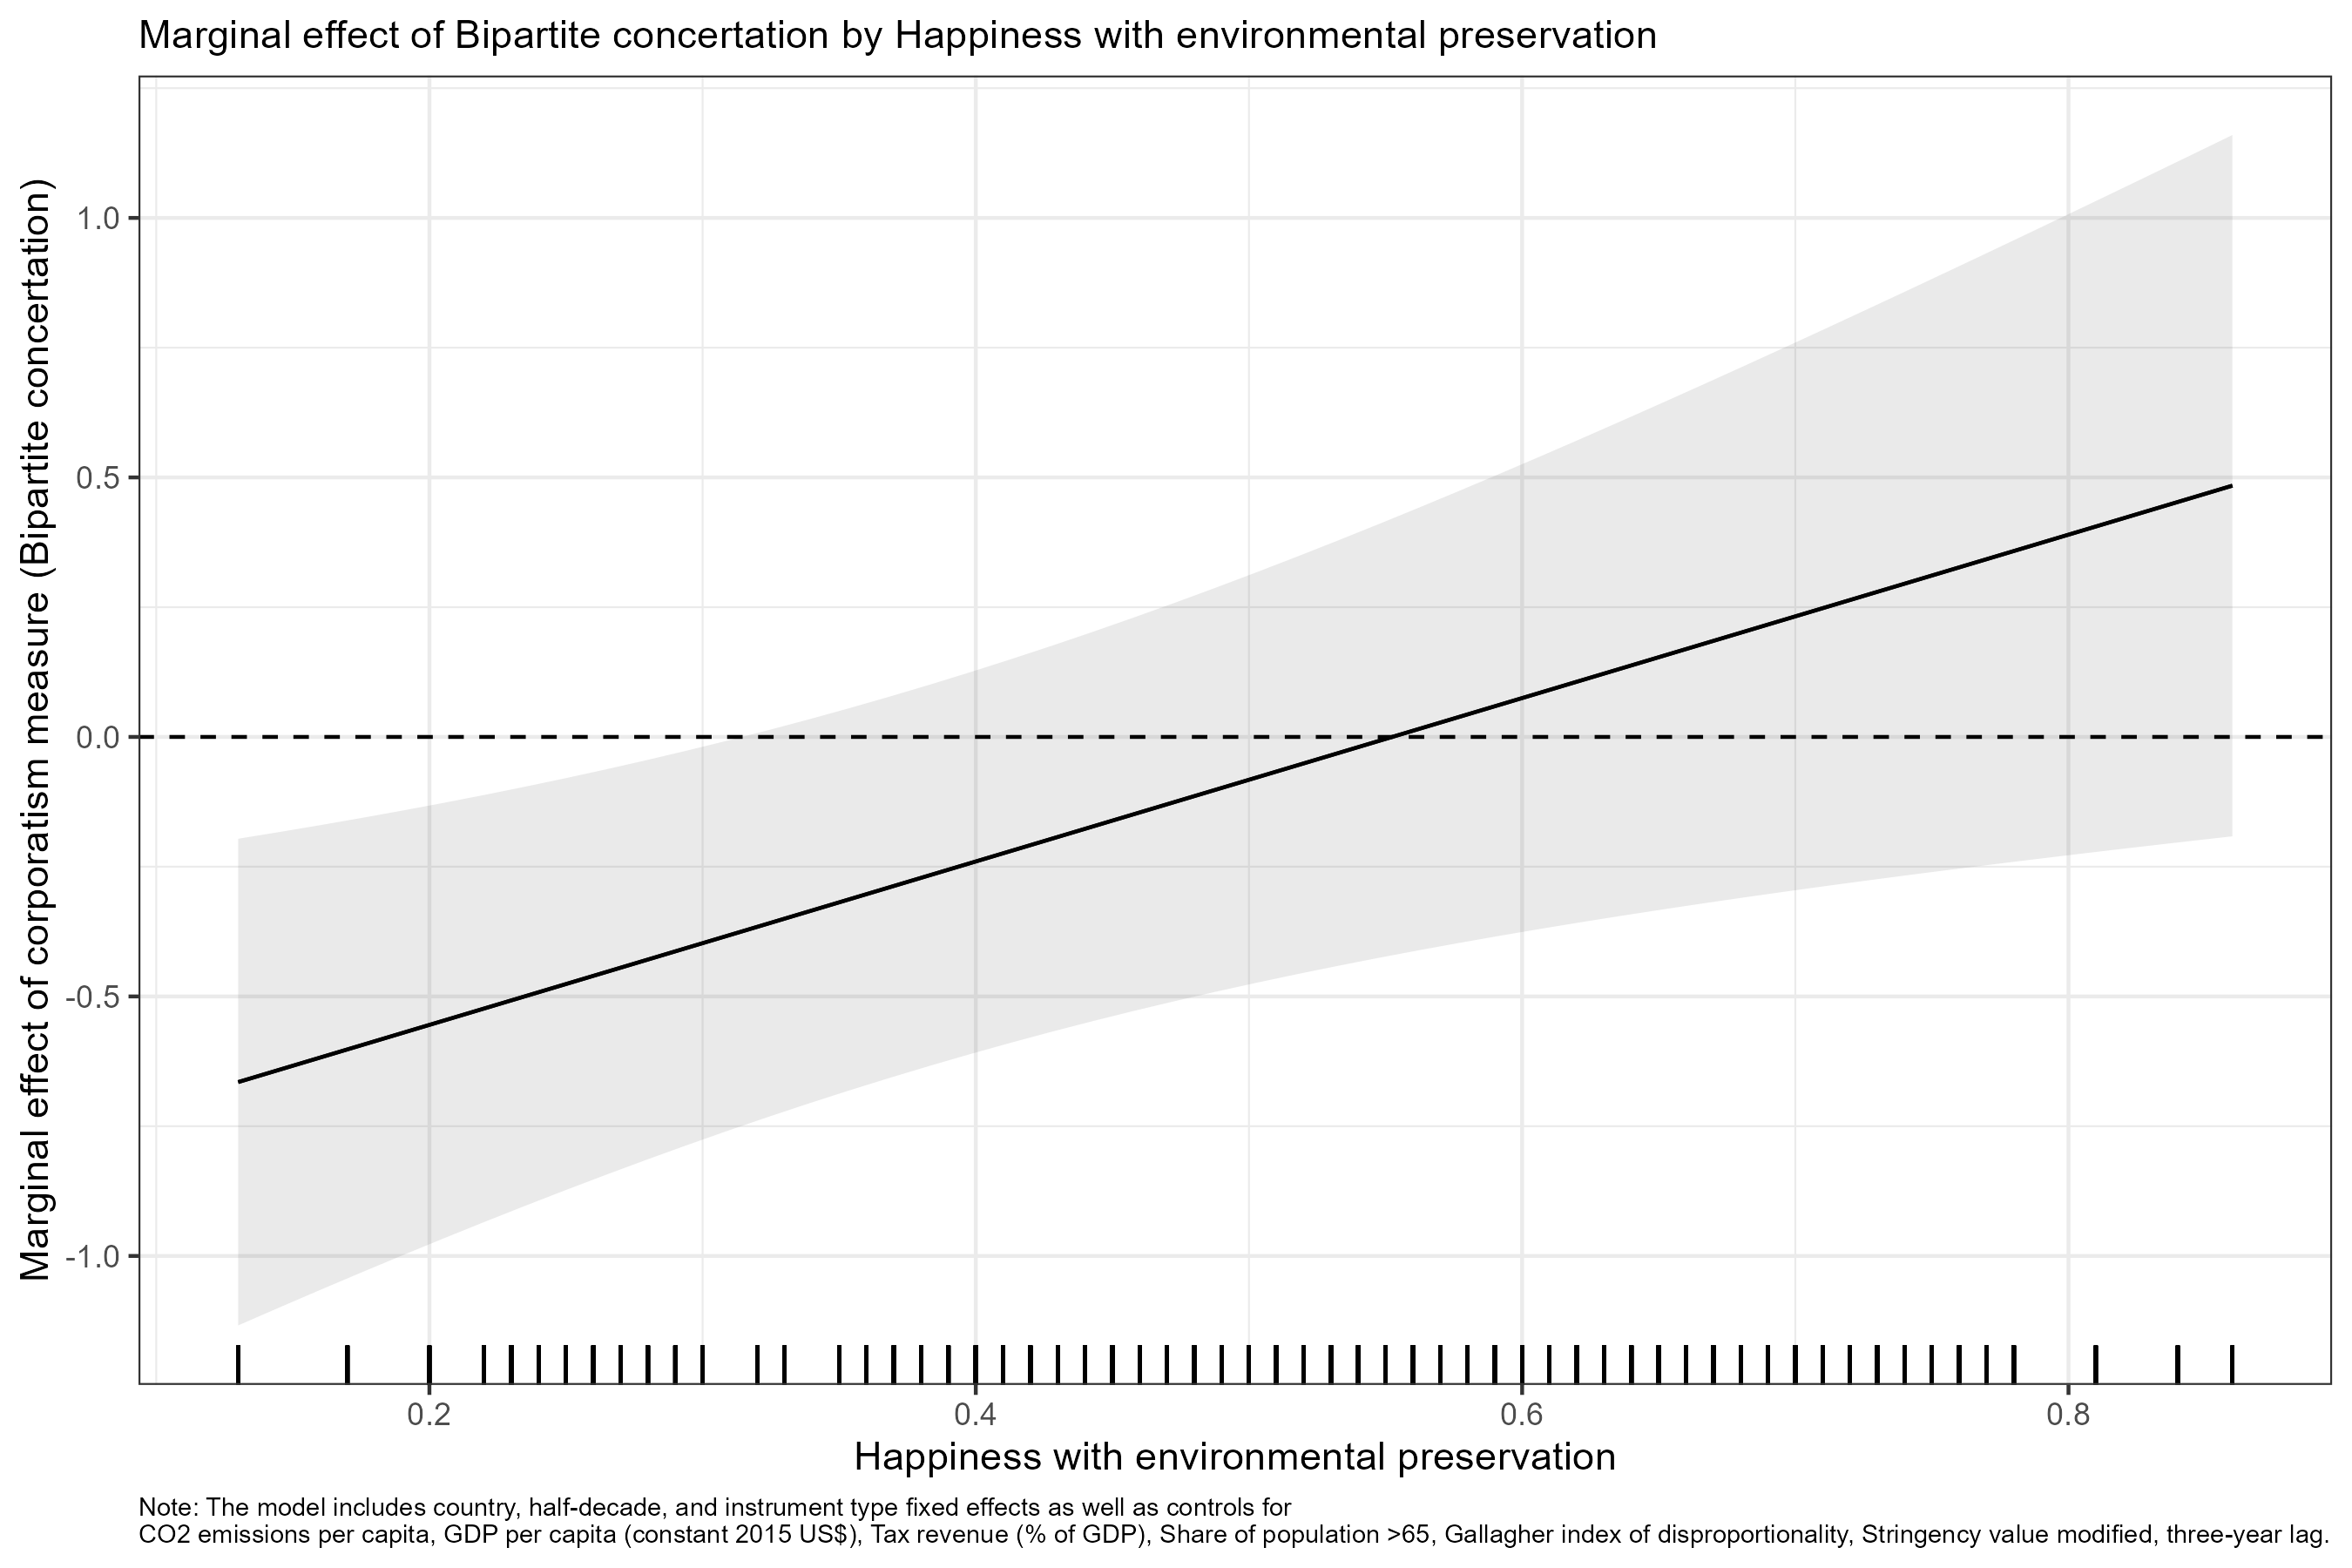 Marginal effect of Bipartite concertation by Happiness with environmental preservation
Marginal effect of corporatism measure (Bipartite concertation)
1.0
0.5
0.0
-0.5
-1.0
0.2
0.4
0.6
0.8
Happiness with environmental preservation
Note: The model includes country, half-decade, and instrument type fixed effects as well as controls for
CO2 emissions per capita, GDP per capita (constant 2015 US$), Tax revenue (% of GDP), Share of population >65, Gallagher index of disproportionality, Stringency value modified, three-year lag.